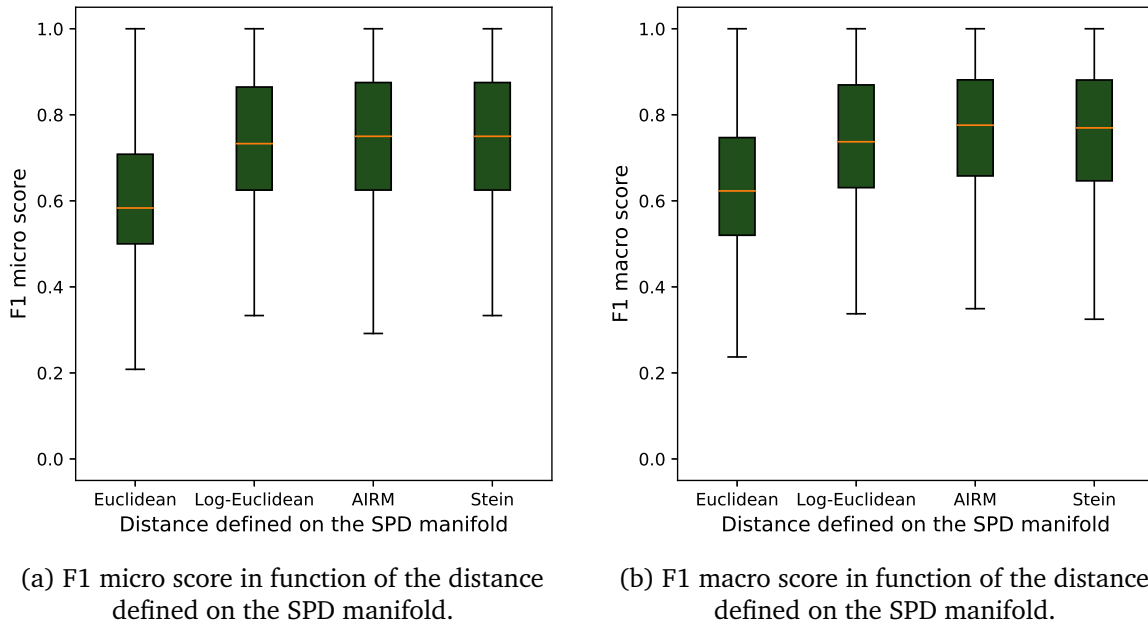 1.0
0.8
0.6
0.4
0.2
0.0
F1 micro score
Euclidean Log-Euclidean AIRM Stein
Distance defined on the SPD manifold
(a) F1 micro score in function of the distance
defined on the SPD manifold.
1.0
0.8
0.6
0.4
0.2
0.0
F1 macro score
Euclidean Log-Euclidean AIRM Stein
Distance defined on the SPD manifold
(b) F1 macro score in function of the distance
defined on the SPD manifold.